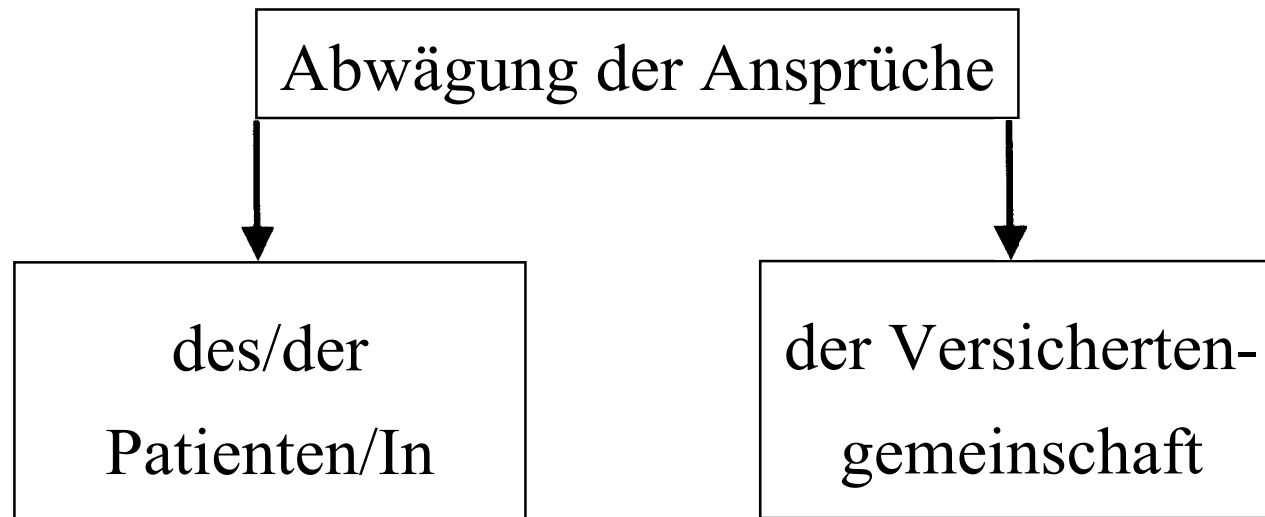 Abwägung der Ansprüche
des/der
Patienten/In
der Versicherten-
gemeinschaft